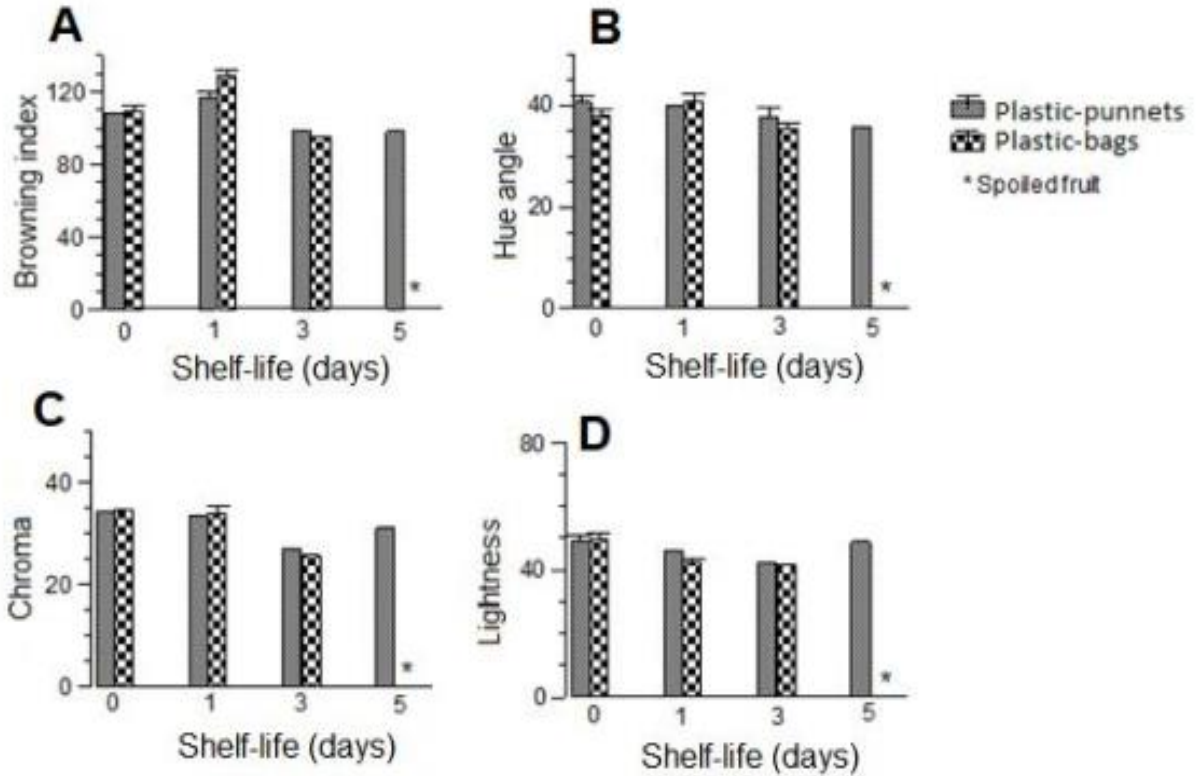 A
Browning index
120
80
40
0
*
0 1 3 5
Shelf-life (days)
B
Hue angle
40
20
0
*
0 1 3 5
Shelf-life (days)
Plastic-punnets
Plastic-bags
* Spoiled fruit
C
Chroma
40
20
0
*
0 1 3 5
Shelf-life (days)
D
Lightness
80
40
0
*
0 1 3 5
Shelf-life (days)